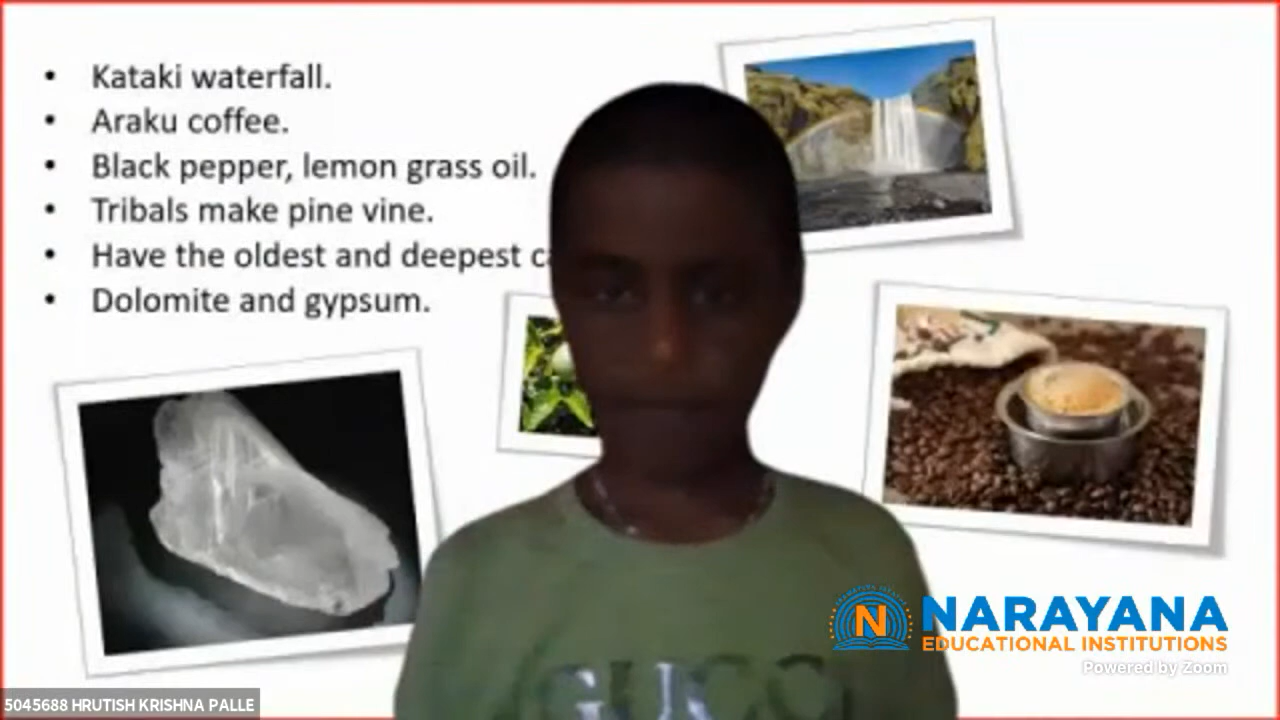 • Kataki waterfall.
• Araku coffee.
• Black pepper, lemon grass oil.
• Tribals make pine vine.
• Have the oldest and deepest
• Dolomite and gypsum.
GUCC
N NARAYANA
EDUCATIONAL INSTITUTIONS
Powered by Zoom
5045688 HRUTISH KRISHNA PALLE